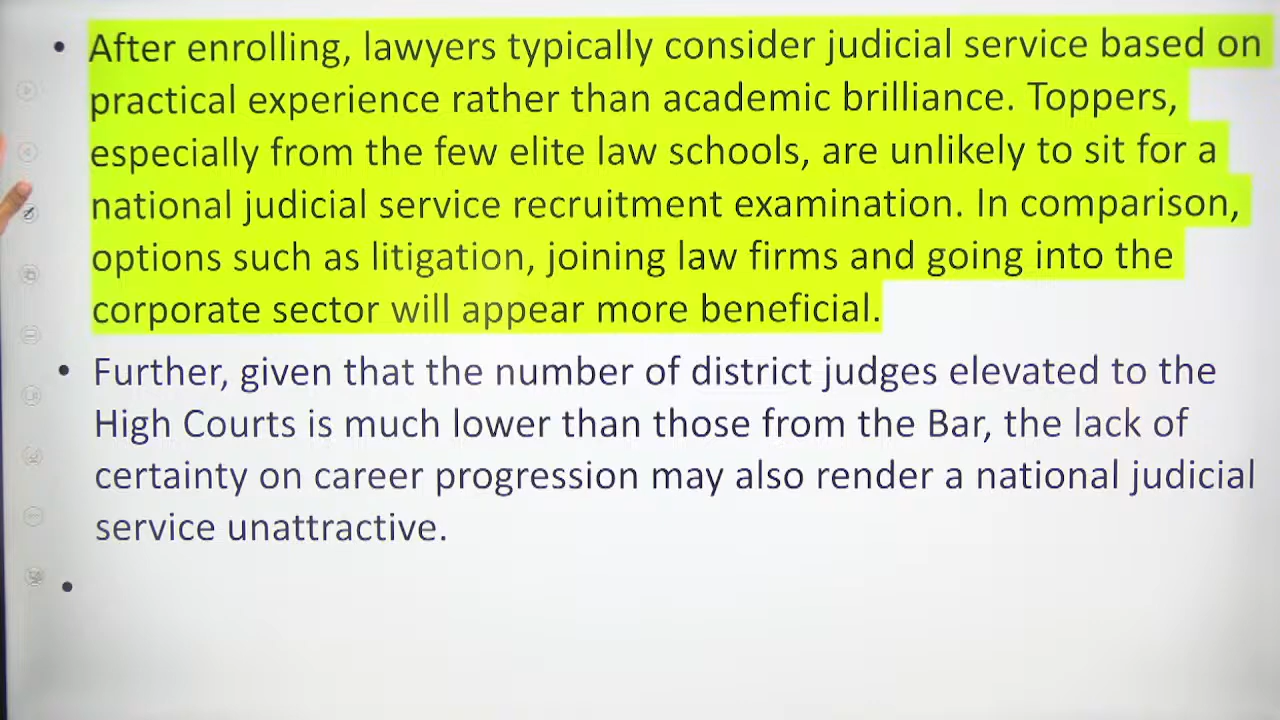 • After enrolling, lawyers typically consider judicial service based on
practical experience rather than academic brilliance. Toppers,
especially from the few elite law schools, are unlikely to sit for a
national judicial service recruitment examination. In comparison,
options such as litigation, joining law firms and going into the
corporate sector will appear more beneficial.
• Further, given that the number of district judges elevated to the
High Courts is much lower than those from the Bar, the lack of
certainty on career progression may also render a national judicial
service unattractive.
•